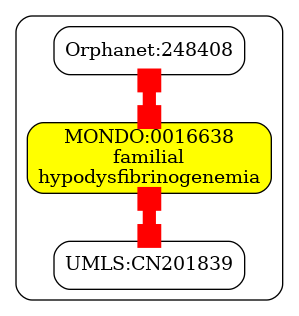 Orphanet:248408
MONDO:0016638
familial
hypodysfibrinogenemia
UMLS:CN201839